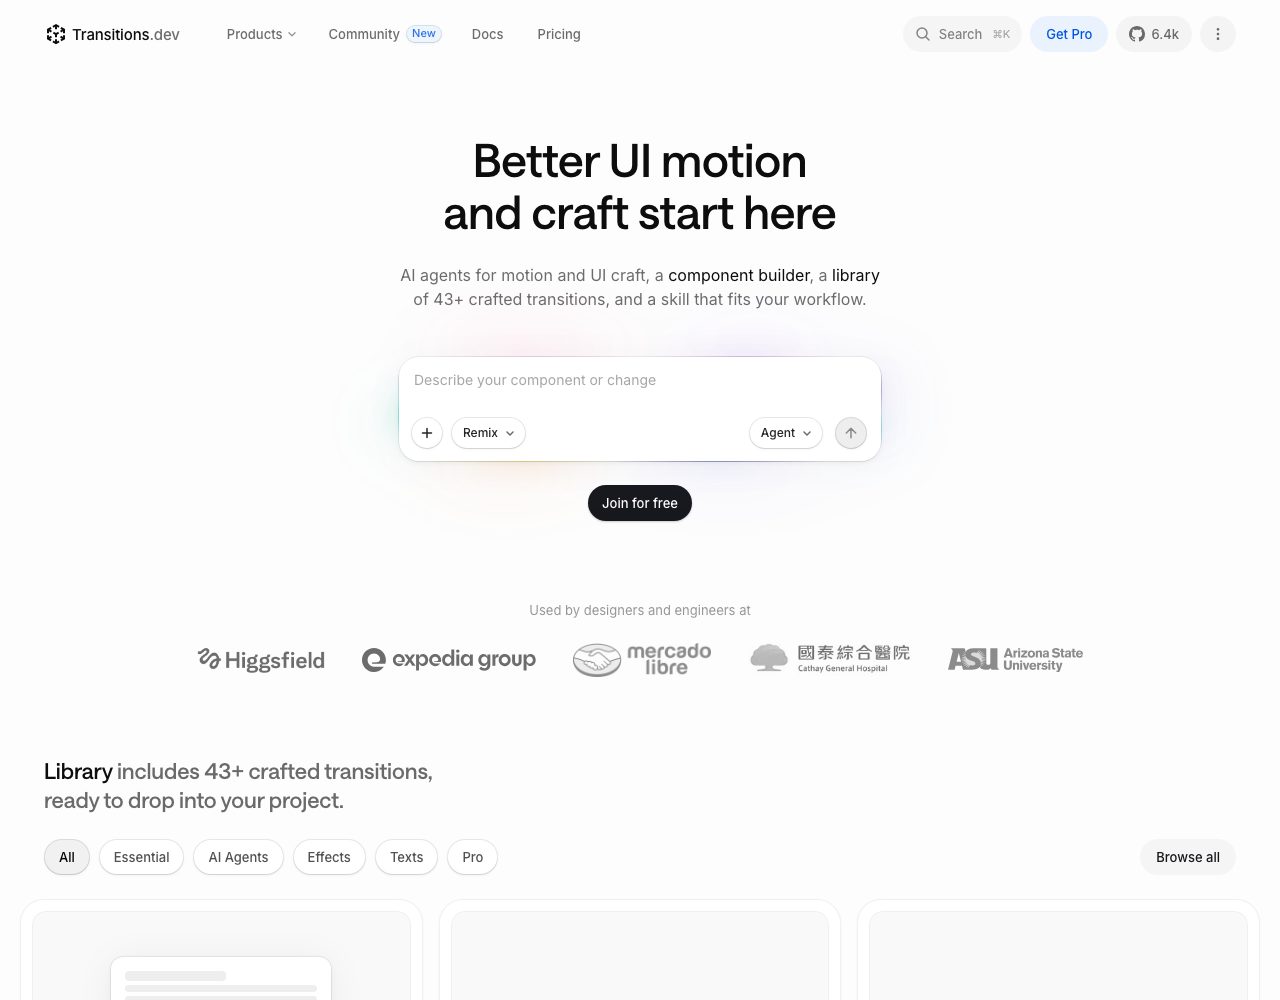 Transitions.dev
Products
Community New
Docs
Pricing
Search ⌘K
Get Pro
6.4k
Better UI motion
and craft start here
AI agents for motion and UI craft, a component builder, a library
of 43+ crafted transitions, and a skill that fits your workflow.
Describe your component or change
Remix
Agent
Join for free
Used by designers and engineers at
Higgsfield
expedia group
mercado
libre
國泰綜合醫院
Cathay General Hospital
ASU
Arizona State
University
Library includes 43+ crafted transitions,
ready to drop into your project.
All
Essential
AI Agents
Effects
Texts
Pro
Browse all